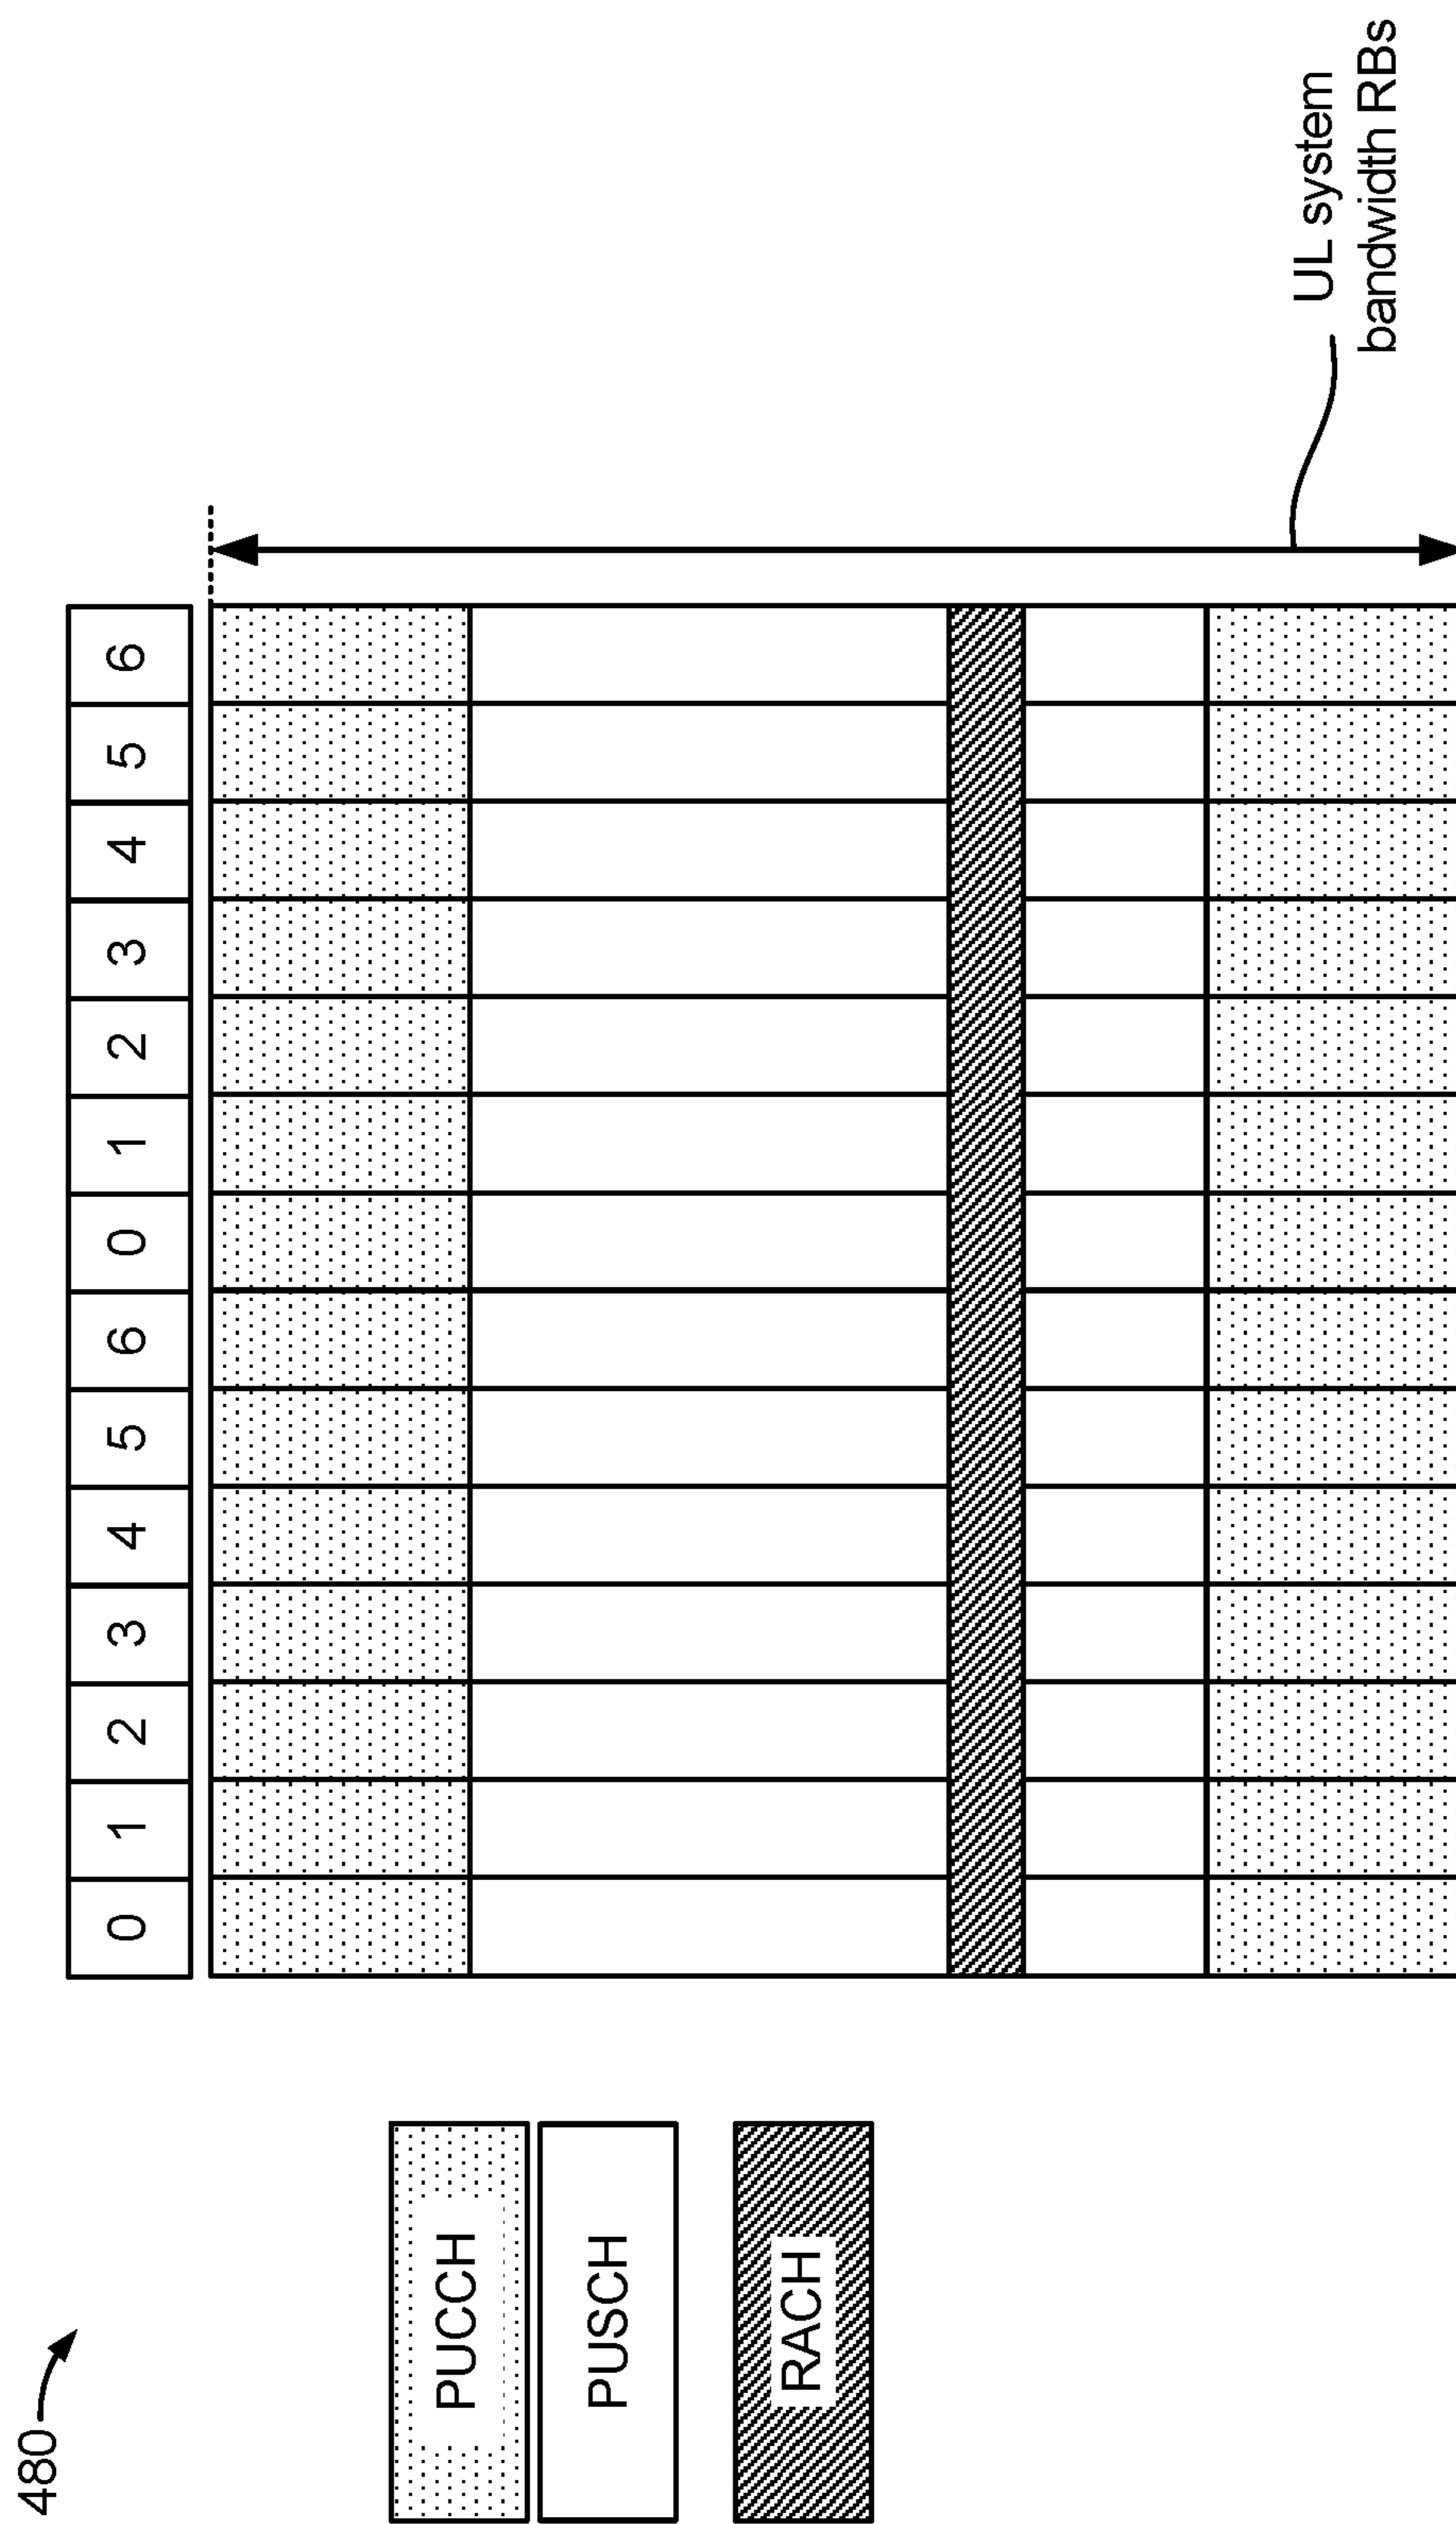 480
0 1 2 3 4 5 6 0 1 2 3 4 5 6
PUCCH
PUSCH
RACH
UL system
bandwidth RBs